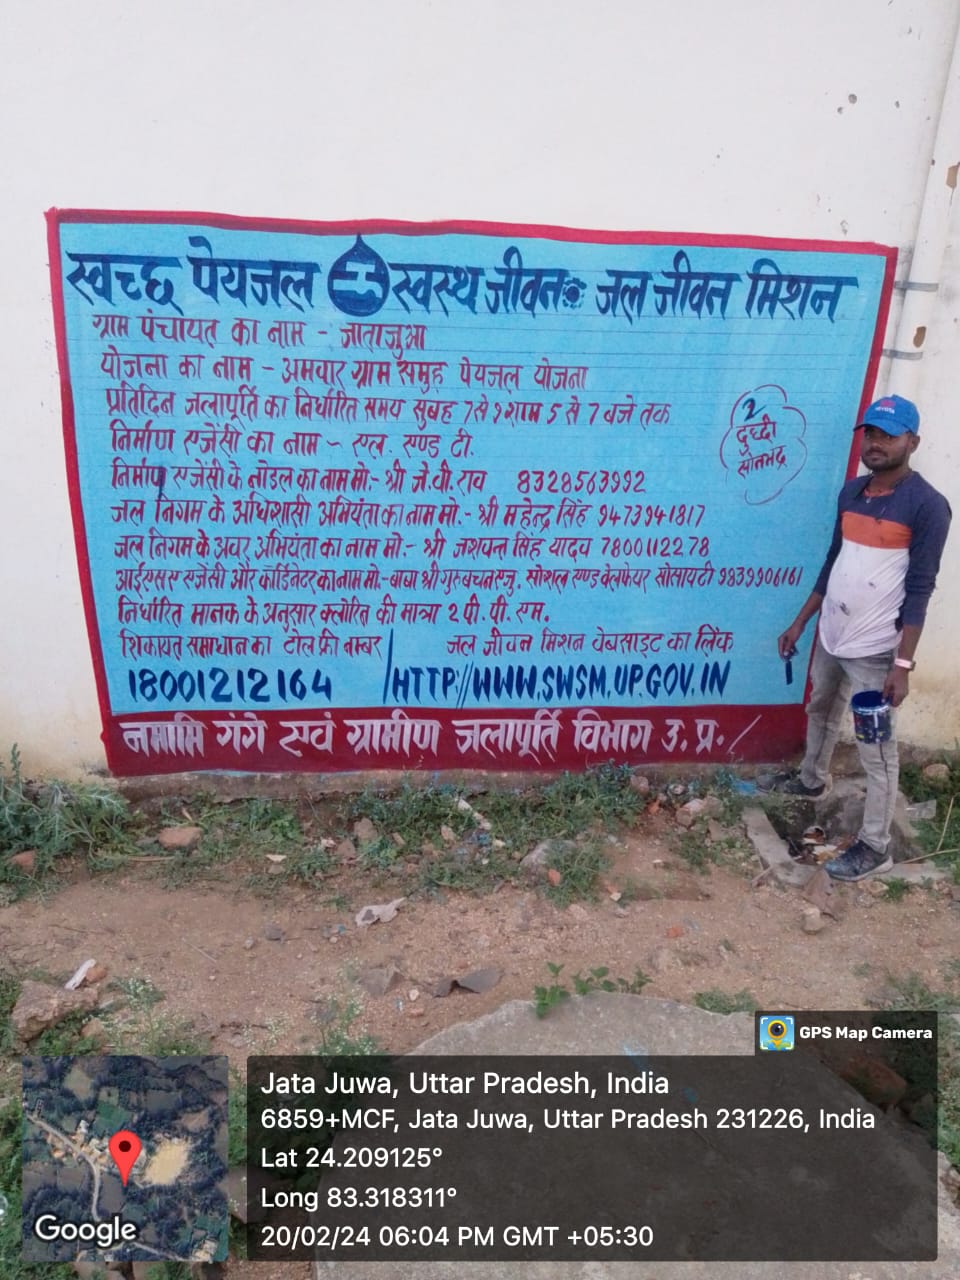 स्वच्छ पेयजल स्वस्थ जीवन जल जीवन मिशन
ग्राम पंचायत का नाम - जाताजुआ
योजना का नाम - अमवार ग्राम समुह पेयजल योजना
प्रतिदिन जलापूर्ति का निर्धारित समय सुबह 7 से 9 शाम 5 से 7 बजे तक
निर्माण एजेंसी का नाम - एल. एण्ड टी.
निर्माण एजेंसी के नोडल का नाम मो:- श्री जे.वी. राव 8328563992
जल निगम के अधिशासी अभियंता का नाम मो.- श्री महेन्द्र सिंह 9473941817
जल निगम के अवर अभियंता का नाम मो:- श्री जशवन्त सिंह यादव 7800112278
आईएसए एजेंसी और कॉर्डिनेटर का नाम मो:- बाबा श्री गुरुबचन एजु. सोशल एण्ड वेलफेयर सोसायटी 9839906161
निर्धारित मानक के अनुसार क्लोरिन की मात्रा 2 पी. पी. एम.
शिकायत समाधान का टोल फ्री नम्बर जल जीवन मिशन वेबसाइट का लिंक
18001212164 HTTP://WWW.SWSM.UP.GOV.IN
नमामि गंगे एवं ग्रामीण जलापूर्ति विभाग उ. प्र.
2
दुध्दी
सोनभद्र
TOYOTA
GPS Map Camera
Jata Juwa, Uttar Pradesh, India
6859+MCF, Jata Juwa, Uttar Pradesh 231226, India
Lat 24.209125°
Long 83.318311°
20/02/24 06:04 PM GMT +05:30
Google